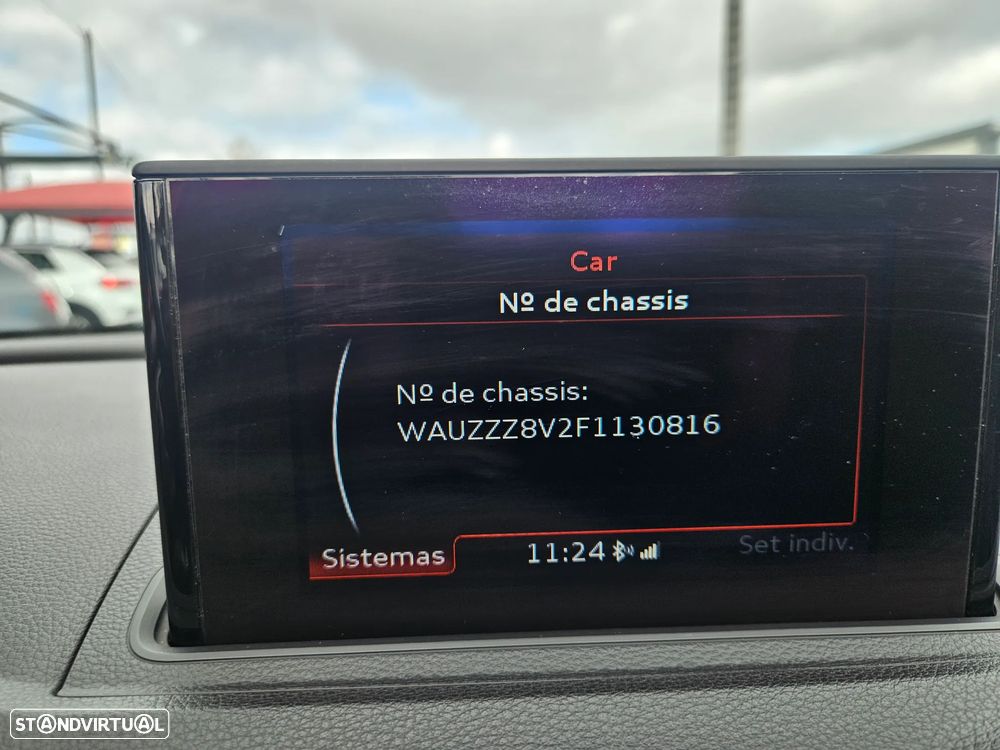 Car
Nº de chassis
Nº de chassis:
WAUZZZ8V2F1130816
Sistemas
11:24
Set indiv.
STANDVIRTUAL